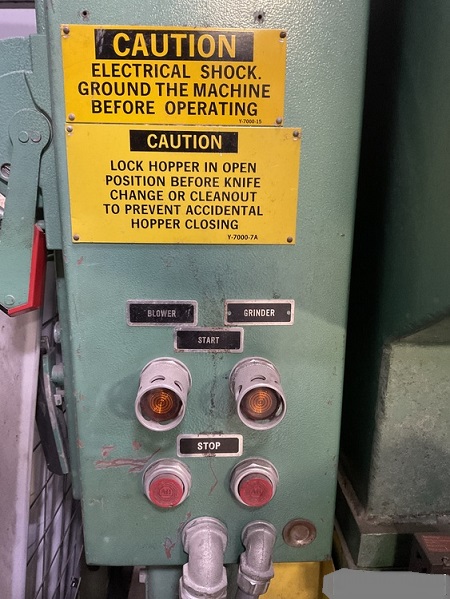 CAUTION
ELECTRICAL SHOCK.
GROUND THE MACHINE
BEFORE OPERATING
Y-7000-15
CAUTION
LOCK HOPPER IN OPEN
POSITION BEFORE KNIFE
CHANGE OR CLEANOUT
TO PREVENT ACCIDENTAL
HOPPER CLOSING
Y-7000-7A
BLOWER
GRINDER
START
STOP